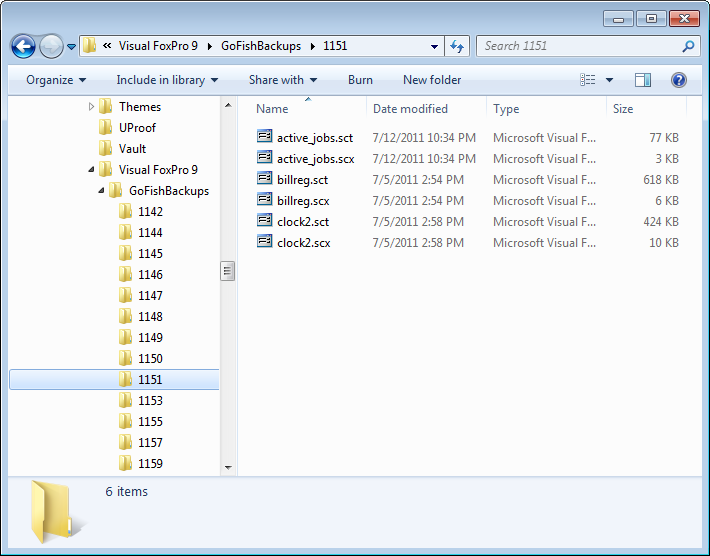 « Visual FoxPro 9 GoFishBackups 1151 Search 1151
Organize Include in library Share with Burn New folder
Themes
UProof
Vault
Visual FoxPro 9
GoFishBackups
1142
1144
1145
1146
1147
1148
1149
1150
1151
1153
1155
1157
1159
Name Date modified Type Size
active_jobs.sct 7/12/2011 10:34 PM Microsoft Visual F... 77 KB
active_jobs.scx 7/12/2011 10:34 PM Microsoft Visual F... 3 KB
billreg.sct 7/5/2011 2:54 PM Microsoft Visual F... 618 KB
billreg.scx 7/5/2011 2:54 PM Microsoft Visual F... 6 KB
clock2.sct 7/5/2011 2:58 PM Microsoft Visual F... 424 KB
clock2.scx 7/5/2011 2:58 PM Microsoft Visual F... 10 KB
6 items